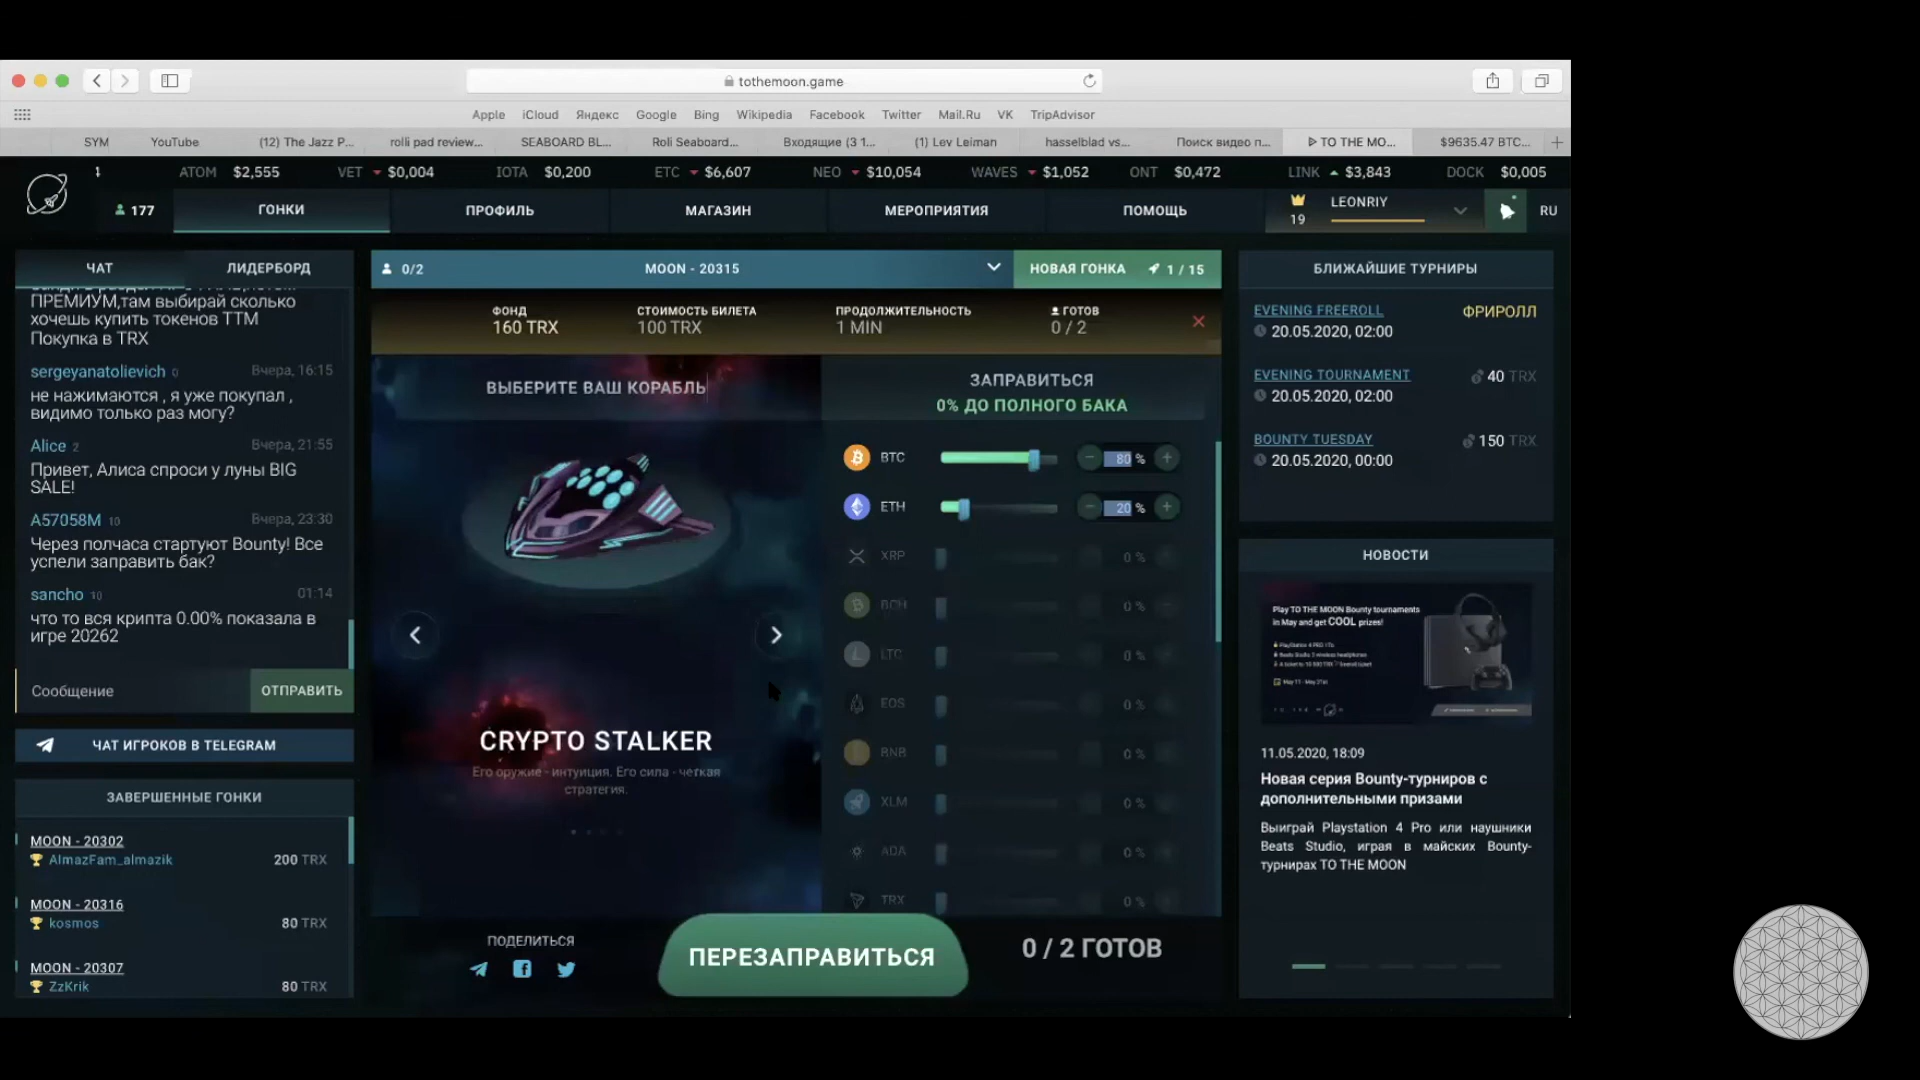 tothemoon.game
Apple iCloud Яндекс Google Bing Wikipedia Facebook Twitter Mail.Ru VK TripAdvisor
SYM YouTube (12) The Jazz P... rolli pad review... SEABOARD BL... Roli Seaboard... Входящие (3 1... (1) Lev Leiman hasselblad vs... Поиск видео п... TO THE MO... $9635.47 BTC...
ATOM $2,555 VET $0,004 IOTA $0,200 ETC $6,607 NEO $10,054 WAVES $1,052 ONT $0,472 LINK $3,843 DOCK $0,005
177 ГОНКИ ПРОФИЛЬ МАГАЗИН МЕРОПРИЯТИЯ ПОМОЩЬ 19 LEONRIY RU
ЧАТ ЛИДЕРБОРД
ПРЕМИУМ,там выбирай сколько
хочешь купить токенов ТТМ
Покупка в TRX
sergeyanatolievich 0 Вчера, 16:15
не нажимаются , я уже покупал ,
видимо только раз могу?
Alice 2 Вчера, 21:55
Привет, Алиса спроси у луны BIG
SALE!
A57058M 10 Вчера, 23:30
Через полчаса стартуют Bounty! Все
успели заправить бак?
sancho 10 01:14
что то вся крипта 0.00% показала в
игре 20262
Сообщение ОТПРАВИТЬ
ЧАТ ИГРОКОВ В TELEGRAM
ЗАВЕРШЕННЫЕ ГОНКИ
MOON - 20302
AlmazFam_almazik 200 TRX
MOON - 20316
kosmos 80 TRX
MOON - 20307
ZzKrik 80 TRX
0/2 MOON - 20315 НОВАЯ ГОНКА 1 / 15
ФОНД СТОИМОСТЬ БИЛЕТА ПРОДОЛЖИТЕЛЬНОСТЬ ГОТОВ
160 TRX 100 TRX 1 MIN 0 / 2
ВЫБЕРИТЕ ВАШ КОРАБЛЬ
CRYPTO STALKER
Его оружие - интуиция. Его сила - четкая
стратегия.
ЗАПРАВИТЬСЯ
0% ДО ПОЛНОГО БАКА
BTC 80 %
ETH 20 %
XRP 0 %
BCH 0 %
LTC 0 %
EOS 0 %
BNB 0 %
XLM 0 %
ADA 0 %
TRX 0 %
ПОДЕЛИТЬСЯ
ПЕРЕЗАПРАВИТЬСЯ
0 / 2 ГОТОВ
БЛИЖАЙШИЕ ТУРНИРЫ
EVENING FREEROLL ФРИРОЛЛ
20.05.2020, 02:00
EVENING TOURNAMENT 40 TRX
20.05.2020, 02:00
BOUNTY TUESDAY 150 TRX
20.05.2020, 00:00
НОВОСТИ
Play TO THE MOON Bounty tournaments
in May and get COOL prizes!
11.05.2020, 18:09
Новая серия Bounty-турниров с
дополнительными призами
Выиграй Playstation 4 Pro или наушники
Beats Studio, играя в майских Bounty-
турнирах TO THE MOON